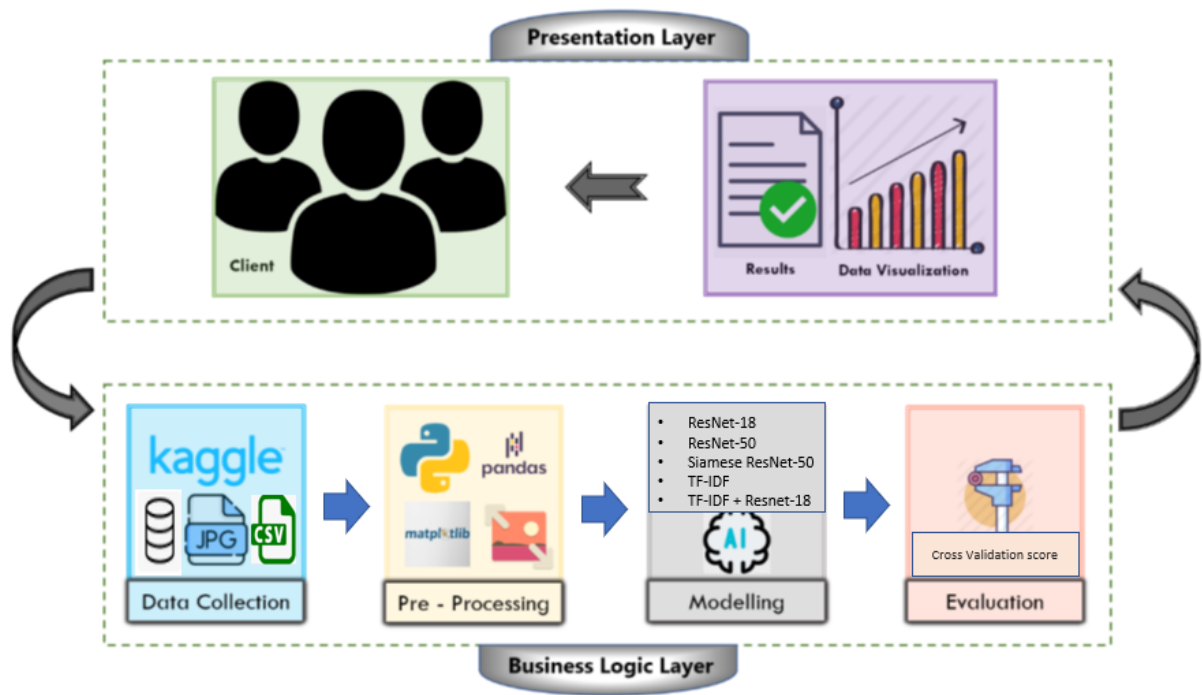 Presentation Layer
Client
Results
Data Visualization
kaggle
JPG
CSV
Data Collection
pandas
matplotlib
Pre - Processing
• ResNet-18
• ResNet-50
• Siamese ResNet-50
• TF-IDF
• TF-IDF + Resnet-18
AI
Modelling
Cross Validation score
Evaluation
Business Logic Layer